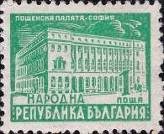 ПОЩЕНСКА ПАЛАТА-СОФИЯ
НАРОДНА
ПОЩА
РЕПУБЛИКА БЪЛГАРИЯ